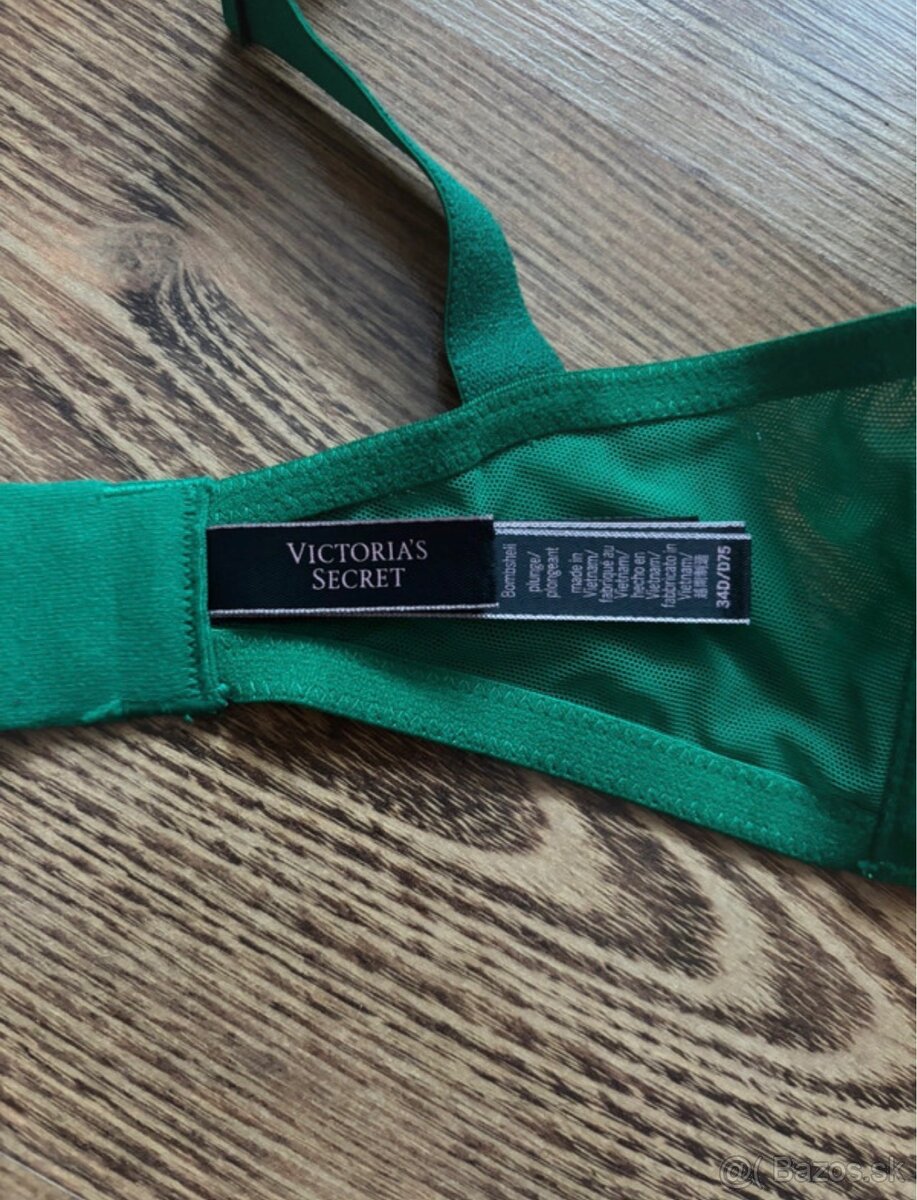 VICTORIA'S
SECRET
Bombshell
plunge/
plongeant
made in
Vietnam/
fabriqué au
Vietnam/
hecho en
Vietnam/
fabbricato in
Vietnam/
34D/D75
@( Bazos.sk